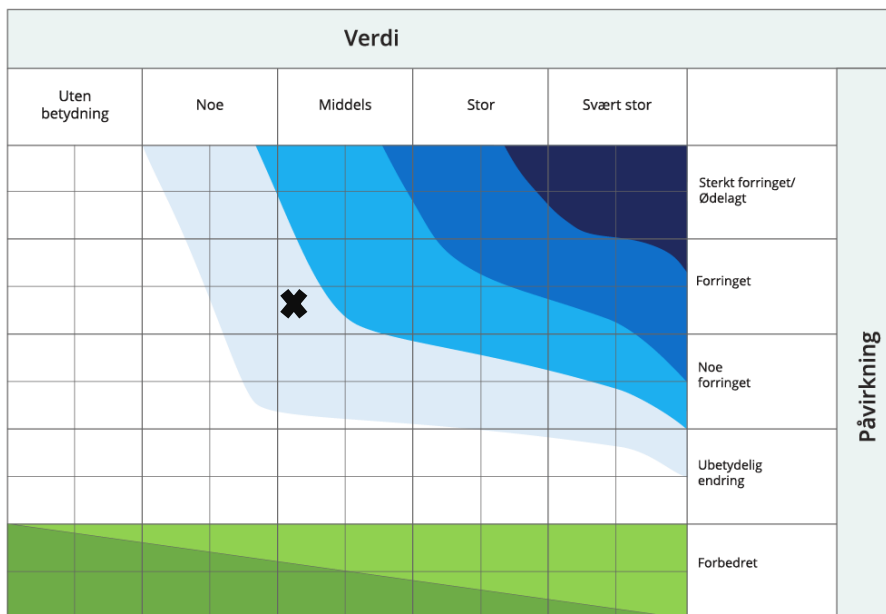 Verdi
Uten
betydning
Noe
Middels
Stor
Svært stor
Sterkt forringet/
Ødelagt
Forringet
Noe
forringet
Ubetydelig
endring
Forbedret
Påvirkning